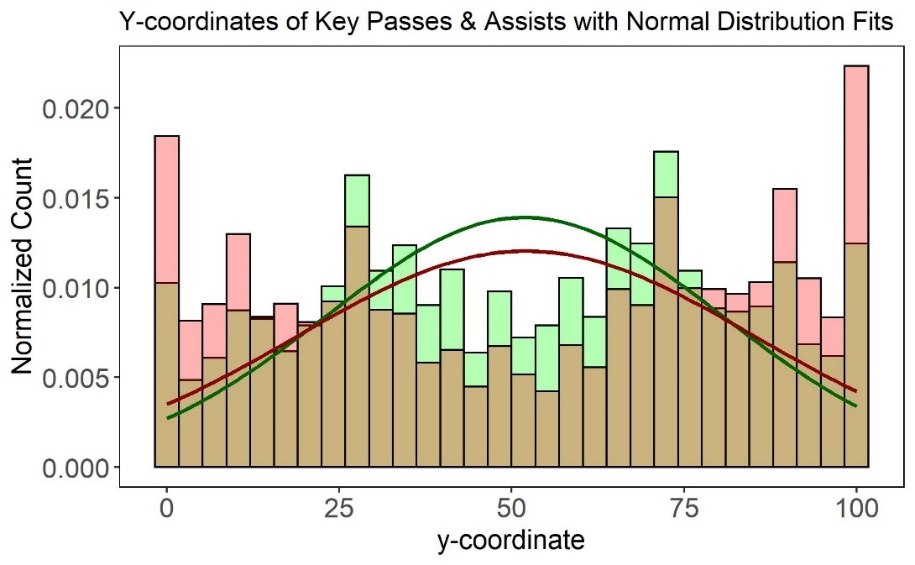 Y-coordinates of Key Passes & Assists with Normal Distribution Fits
Normalized Count
0.020
0.015
0.010
0.005
0.000
0 25 50 75 100
y-coordinate